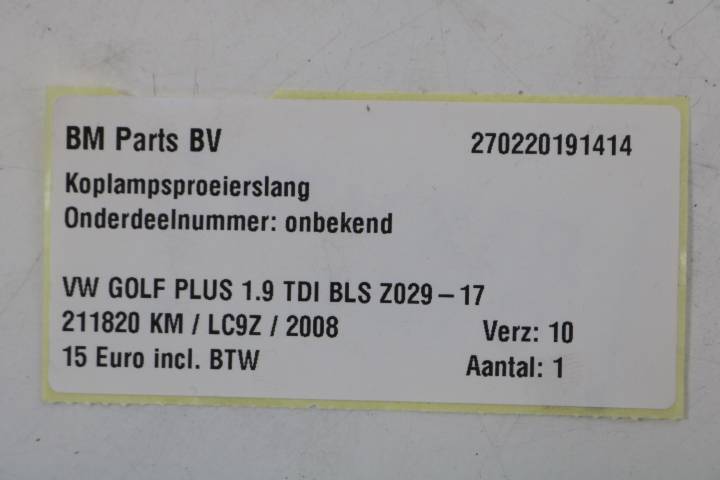 BM Parts BV 270220191414
Koplampsproeierslang
Onderdeelnummer: onbekend
VW GOLF PLUS 1.9 TDI BLS Z029-17
211820 KM / LC9Z / 2008 Verz: 10
15 Euro incl. BTW Aantal: 1